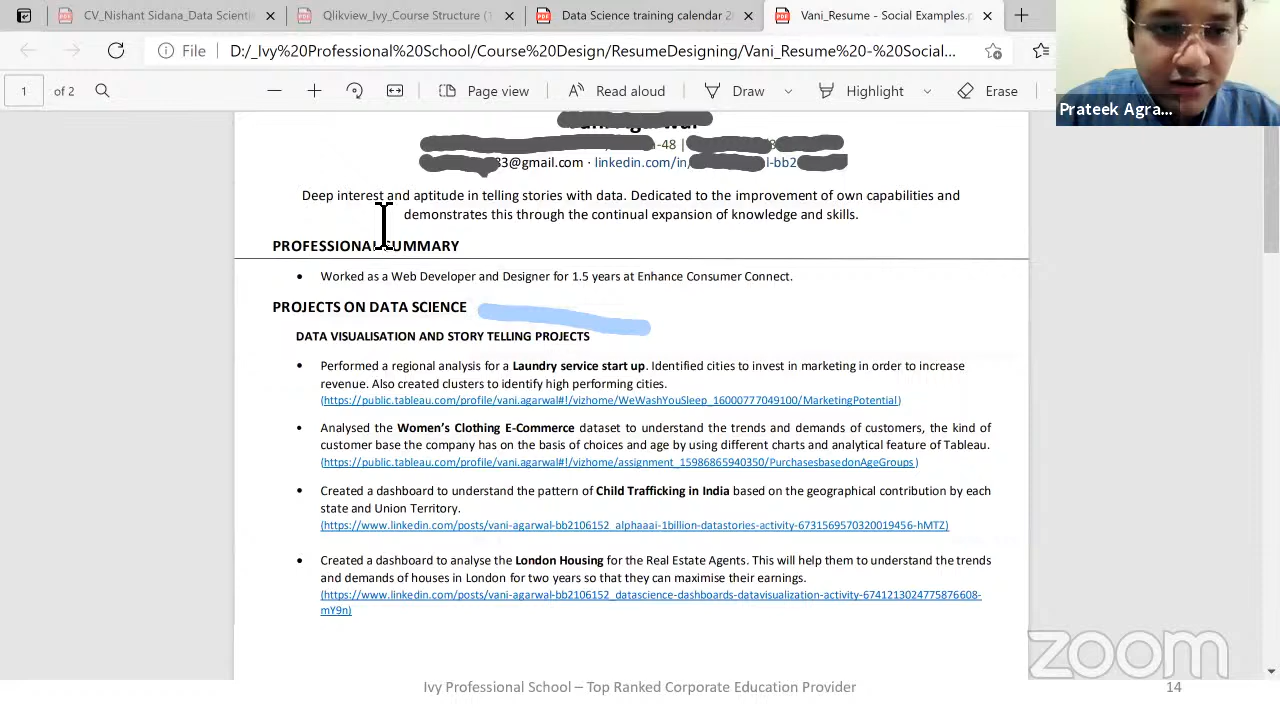 CV_Nishant Sidana_Data Scienti
Qlikview_Ivy_Course Structure (1
Data Science training calendar 2
Vani_Resume - Social Examples.p
File
D:/_Ivy%20Professional%20School/Course%20Design/ResumeDesigning/Vani_Resume%20-%20Social...
1 of 2
Page view
Read aloud
Draw
Highlight
Erase
Prateek Agra...
-48 |
33@gmail.com · linkedin.com/in/ l-bb2
Deep interest and aptitude in telling stories with data. Dedicated to the improvement of own capabilities and
demonstrates this through the continual expansion of knowledge and skills.
PROFESSIONAL SUMMARY
• Worked as a Web Developer and Designer for 1.5 years at Enhance Consumer Connect.
PROJECTS ON DATA SCIENCE
DATA VISUALISATION AND STORY TELLING PROJECTS
• Performed a regional analysis for a Laundry service start up. Identified cities to invest in marketing in order to increase
revenue. Also created clusters to identify high performing cities.
(https://public.tableau.com/profile/vani.agarwal#!/vizhome/WeWashYouSleep_16000777049100/MarketingPotential)
• Analysed the Women's Clothing E-Commerce dataset to understand the trends and demands of customers, the kind of
customer base the company has on the basis of choices and age by using different charts and analytical feature of Tableau.
(https://public.tableau.com/profile/vani.agarwal#!/vizhome/assignment_15986865940350/PurchasesbasedonAgeGroups)
• Created a dashboard to understand the pattern of Child Trafficking in India based on the geographical contribution by each
state and Union Territory.
(https://www.linkedin.com/posts/vani-agarwal-bb2106152_alphaaai-1billion-datastories-activity-6731569570320019456-hMTZ)
• Created a dashboard to analyse the London Housing for the Real Estate Agents. This will help them to understand the trends
and demands of houses in London for two years so that they can maximise their earnings.
(https://www.linkedin.com/posts/vani-agarwal-bb2106152_datascience-dashboards-datavisualization-activity-6741213024775876608-
mY9n)
zoom
Ivy Professional School – Top Ranked Corporate Education Provider
14